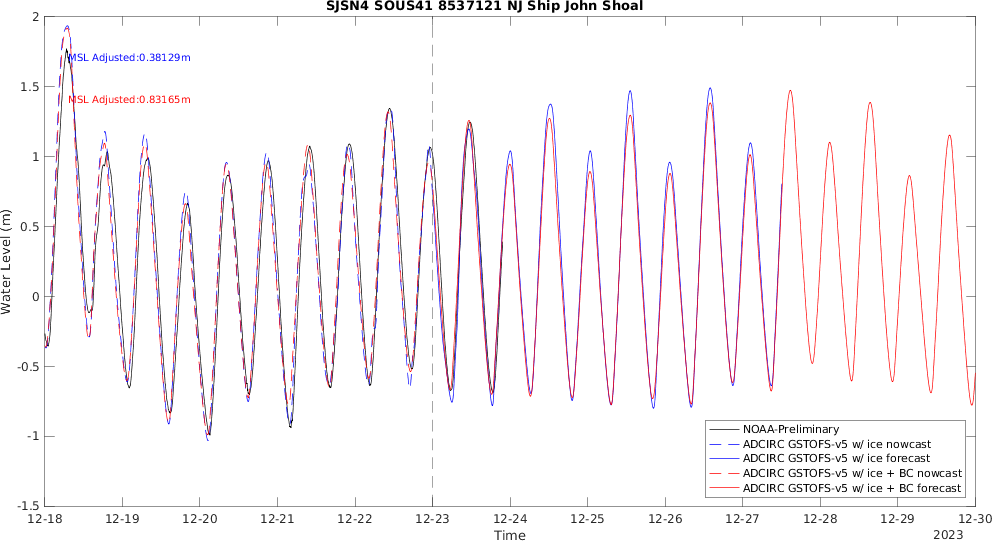 SJSN4 SOUS41 8537121 NJ Ship John Shoal
MSL Adjusted:0.38129m
MSL Adjusted:0.83165m
Water Level (m)
2
1.5
1
0.5
0
-0.5
-1
-1.5
12-18
12-19
12-20
12-21
12-22
12-23
12-24
12-25
12-26
12-27
12-28
12-29
12-30
Time
2023
NOAA-Preliminary
ADCIRC GSTOFS-v5 w/ ice nowcast
ADCIRC GSTOFS-v5 w/ ice forecast
ADCIRC GSTOFS-v5 w/ ice + BC nowcast
ADCIRC GSTOFS-v5 w/ ice + BC forecast